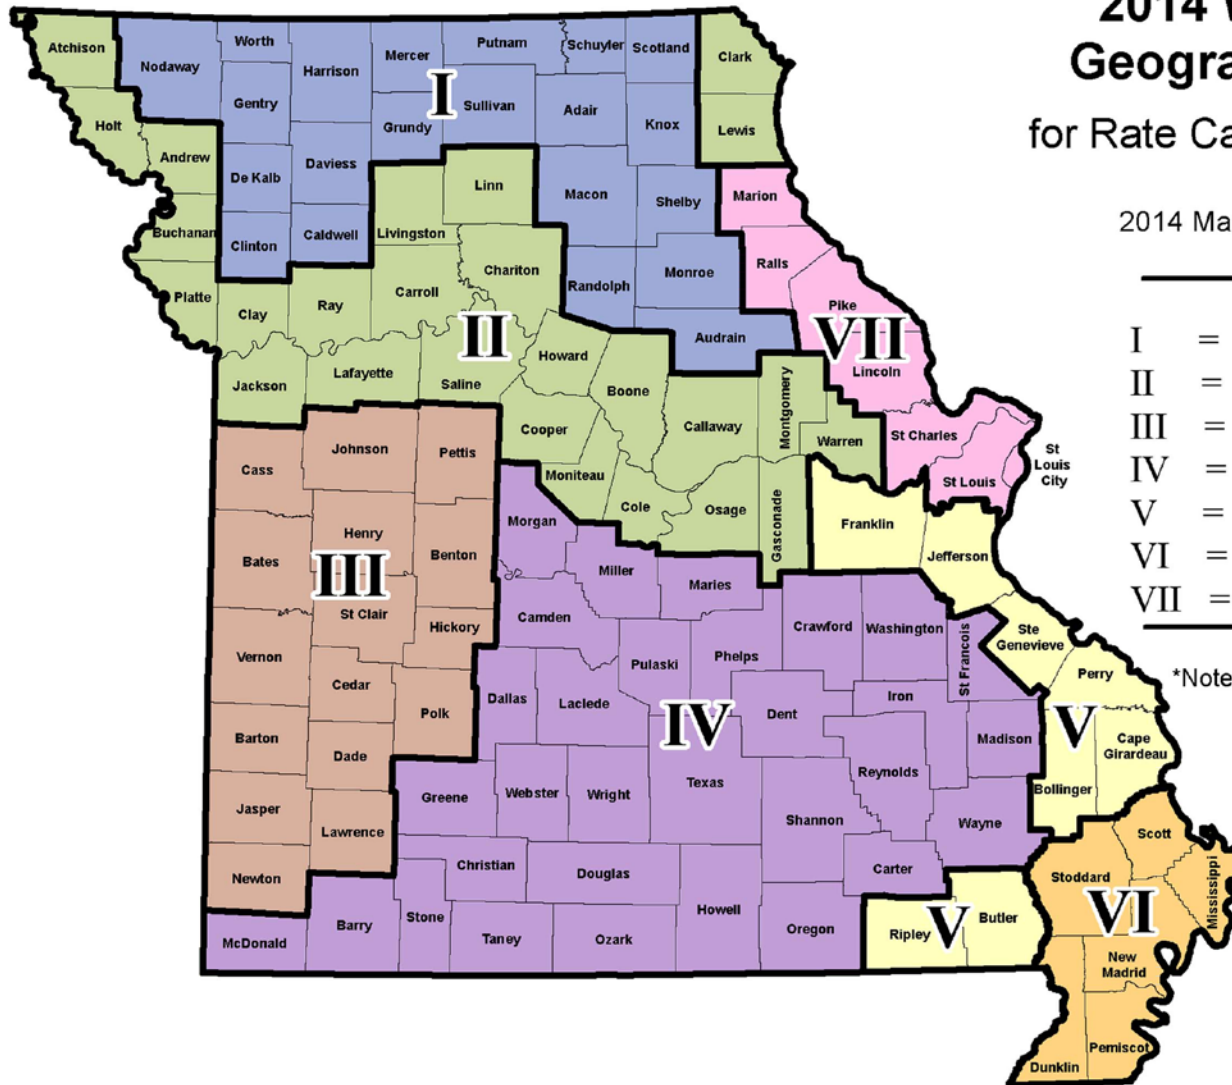 2014
Geogra
for Rate Ca
2014 Ma
I =
II =
III =
IV =
V =
VI =
VII =
*Note
Atchison
Nodaway
Worth
Harrison
Mercer
Putnam
Schuyler
Scotland
Clark
Gentry
I
Sullivan
Adair
Knox
Lewis
Holt
Andrew
Grundy
De Kalb
Daviess
Linn
Macon
Shelby
Marion
Buchanan
Clinton
Caldwell
Livingston
Chariton
Randolph
Monroe
Ralls
Platte
Clay
Ray
Carroll
II
Howard
Audrain
Pike
VII
Lincoln
Jackson
Lafayette
Saline
Boone
Cooper
Callaway
Montgomery
Warren
St Charles
St Louis
St
Louis
City
Cass
Johnson
Pettis
Moniteau
Cole
Osage
Gasconade
Franklin
Jefferson
Morgan
Bates
Henry
III
St Clair
Benton
Hickory
Miller
Maries
Camden
Pulaski
Phelps
Crawford
Washington
St Francois
Ste
Genevieve
Perry
Vernon
Cedar
Polk
Dallas
Laclede
IV
Dent
Iron
Madison
V
Cape
Girardeau
Bollinger
Barton
Dade
Greene
Webster
Wright
Texas
Reynolds
Shannon
Wayne
Jasper
Lawrence
Christian
Douglas
Carter
Newton
McDonald
Barry
Stone
Taney
Ozark
Howell
Oregon
Ripley
V
Butler
Stoddard
Scott
VI
Mississippi
New
Madrid
Pemiscot
Dunklin